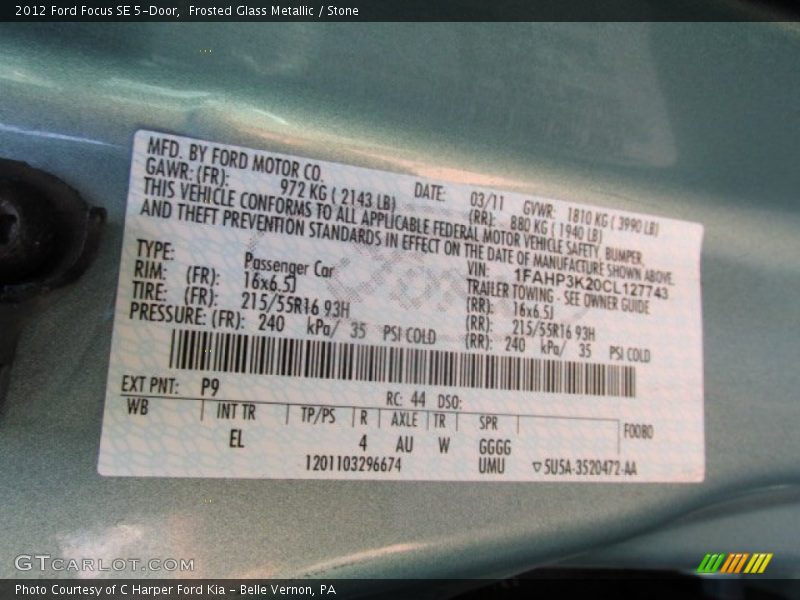 2012 Ford Focus SE 5-Door,  Frosted Glass Metallic / Stone
MFD. BY FORD MOTOR CO. DATE: 03/11 GVWR: 1810 KG ( 3990 LB)
GAWR: (FR): 972 KG ( 2143 LB) (RR): 880 KG ( 1940 LB)
THIS VEHICLE CONFORMS TO ALL APPLICABLE FEDERAL MOTOR VEHICLE SAFETY, BUMPER,
AND THEFT PREVENTION STANDARDS IN EFFECT ON THE DATE OF MANUFACTURE SHOWN ABOVE.
VIN: 1FAHP3K20CL127743
TYPE: Passenger Car TRAILER TOWING - SEE OWNER GUIDE
RIM: (FR): 16x6.5J (RR): 16x6.5J
TIRE: (FR): 215/55R16 93H (RR): 215/55R16 93H
PRESSURE: (FR): 240 kPa/ 35 PSI COLD (RR): 240 kPa/ 35 PSI COLD
EXT PNT: P9 RC: 44 DSO:
WB INT TR TP/PS R AXLE TR SPR F0080
EL 4 AU W GGGG
1201103296674 UMU ▽5U5A-3520472-AA
GTCARLOT.COM
Photo Courtesy of C Harper Ford Kia - Belle Vernon, PA